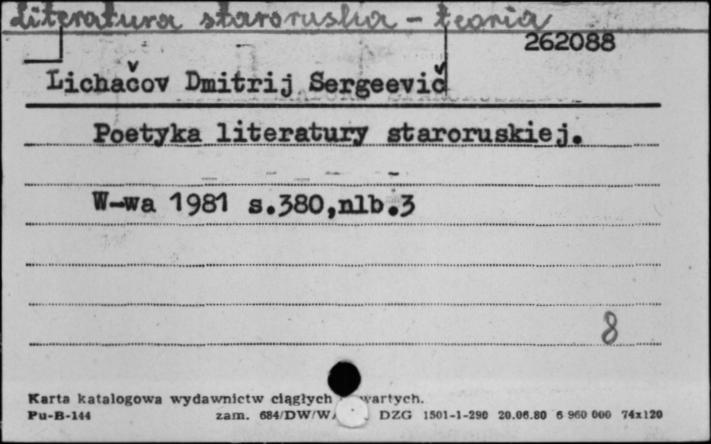 Literatura staroruska - teoria
262088
Lichačov Dmitrij Sergeevič
Poetyka literatury staroruskiej.
W-wa 1981 s.380,nlb.3
8
Karta katalogowa wydawnictw ciągłych
Pu-B-144 zam. 684/DW/W DZG 1501-1-290 20.06.80 6 960 000 74x120